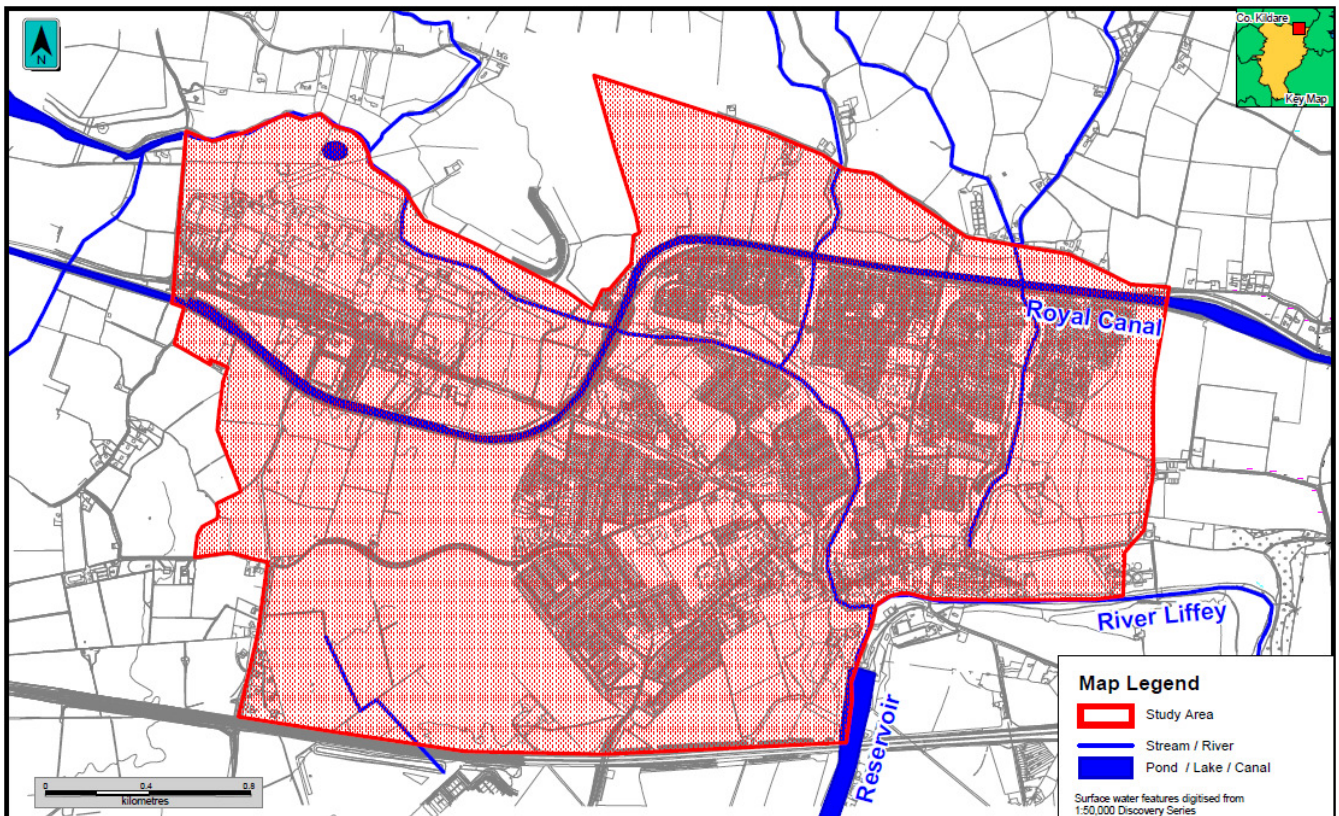 N
Co. Kildare
Key Map
Royal Canal
River Liffey
Reservoir
Map Legend
Study Area
Stream / River
Pond / Lake / Canal
Surface water features digitised from
1:50,000 Discovery Series
0 0.4 0.8
kilometres